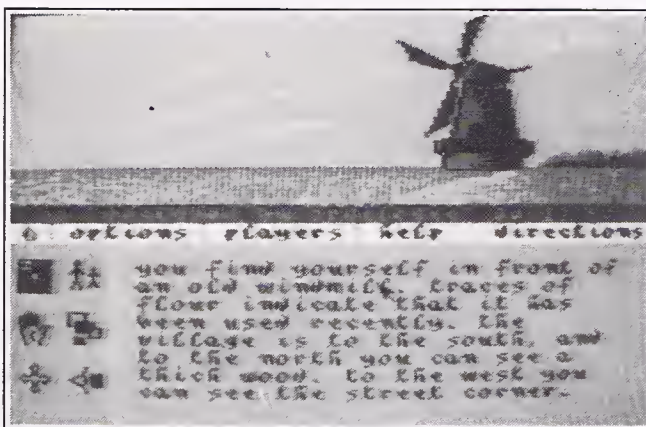 options players help directions
you find yourself in front of
an old windmill. traces of
flour indicate that it has
been used recently. the
village is to the south, and
to the north you can see a
thick wood. to the west you
can see the street corner.